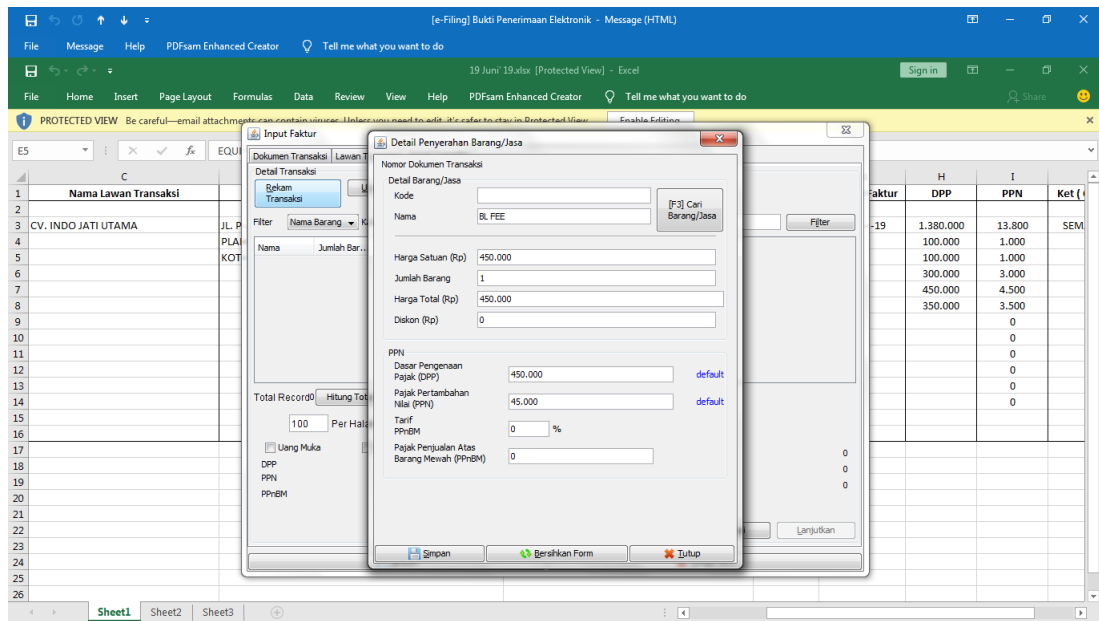 [e-Filing] Bukti Penerimaan Elektronik - Message (HTML)
File Message Help PDFsam Enhanced Creator Tell me what you want to do
19 Juni' 19.xlsx [Protected View] - Excel
Sign in
File Home Insert Page Layout Formulas Data Review View Help PDFsam Enhanced Creator Tell me what you want to do
Share
PROTECTED VIEW Be careful—email attachments can contain viruses. Unless you need to edit, it's safer to stay in Protected View.
Enable Editing
E5 fx
C H I
1 Nama Lawan Transaksi Faktur DPP PPN Ket (
2
3 CV. INDO JATI UTAMA JL. P -19 1.380.000 13.800 SEM
4 PLA 100.000 1.000
5 KOT 100.000 1.000
6 300.000 3.000
7 450.000 4.500
8 350.000 3.500
9 0
10 0
11 0
12 0
13 0
14 0
15
16
17
18
19
20
21
22
23
24
25
26
Sheet1 Sheet2 Sheet3
Input Faktur
Dokumen Transaksi Lawan T
Detail Transaksi
Rekam Transaksi U
Filter Nama Barang Filter
Nama Jumlah Bar...
Total Record0 Hitung Tot
100 Per Hala
Uang Muka
DPP 0
PPN 0
PPnBM 0
Lanjutkan
Detail Penyerahan Barang/Jasa
Nomor Dokumen Transaksi
Detail Barang/Jasa
Kode
[F3] Cari Barang/Jasa
Nama BL FEE
Harga Satuan (Rp) 450.000
Jumlah Barang 1
Harga Total (Rp) 450.000
Diskon (Rp) 0
PPN
Dasar Pengenaan
Pajak (DPP) 450.000 default
Pajak Pertambahan
Nilai (PPN) 45.000 default
Tarif
PPnBM 0 %
Pajak Penjualan Atas
Barang Mewah (PPnBM) 0
Simpan Bersihkan Form Tutup